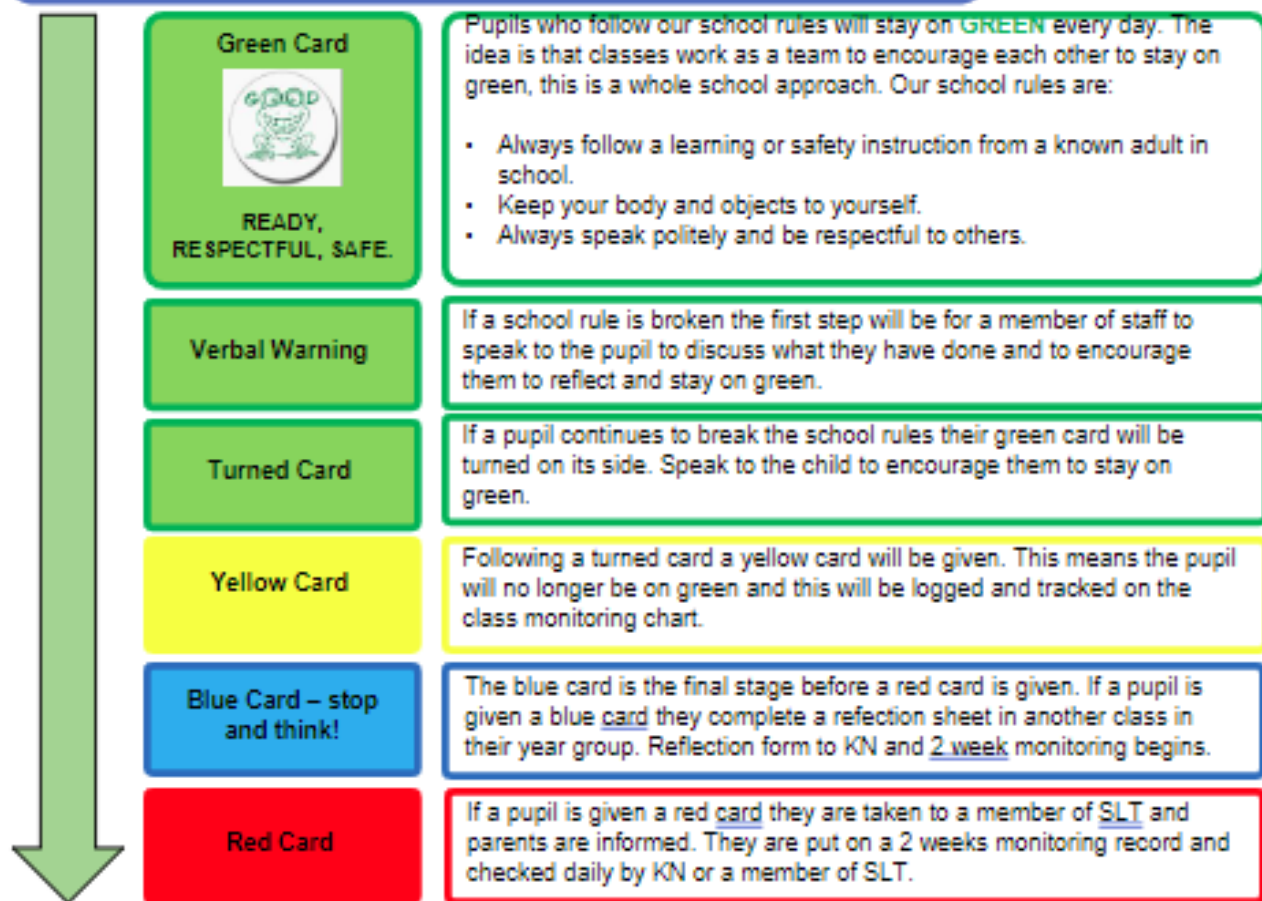 Green Card
GOOD
READY,
RESPECTFUL, SAFE.
Pupils who follow our school rules will stay on GREEN every day. The
idea is that classes work as a team to encourage each other to stay on
green, this is a whole school approach. Our school rules are:
• Always follow a learning or safety instruction from a known adult in
school.
• Keep your body and objects to yourself.
• Always speak politely and be respectful to others.
Verbal Warning
If a school rule is broken the first step will be for a member of staff to
speak to the pupil to discuss what they have done and to encourage
them to reflect and stay on green.
Turned Card
If a pupil continues to break the school rules their green card will be
turned on its side. Speak to the child to encourage them to stay on
green.
Yellow Card
Following a turned card a yellow card will be given. This means the pupil
will no longer be on green and this will be logged and tracked on the
class monitoring chart.
Blue Card – stop
and think!
The blue card is the final stage before a red card is given. If a pupil is
given a blue card they complete a refection sheet in another class in
their year group. Reflection form to KN and 2 week monitoring begins.
Red Card
If a pupil is given a red card they are taken to a member of SLT and
parents are informed. They are put on a 2 weeks monitoring record and
checked daily by KN or a member of SLT.